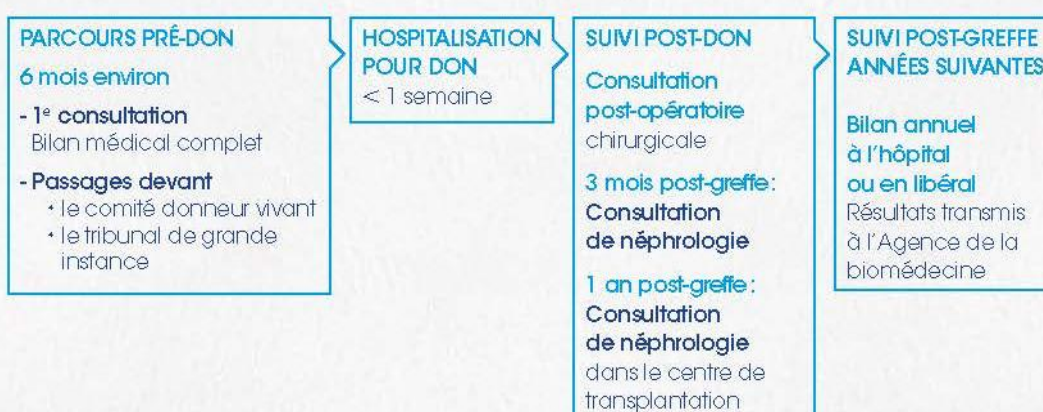 PARCOURS PRÉ-DON
6 mois environ
- 1e consultation
Bilan médical complet
- Passages devant
• le comité donneur vivant
• le tribunal de grande
instance
HOSPITALISATION
POUR DON
< 1 semaine
SUIVI POST-DON
Consultation
post-opératoire
chirurgicale
3 mois post-greffe :
Consultation
de néphrologie
1 an post-greffe :
Consultation
de néphrologie
dans le centre de
transplantation
SUIVI POST-GREFFE
ANNÉES SUIVANTES
Bilan annuel
à l'hôpital
ou en libéral
Résultats transmis
à l'Agence de la
biomédecine